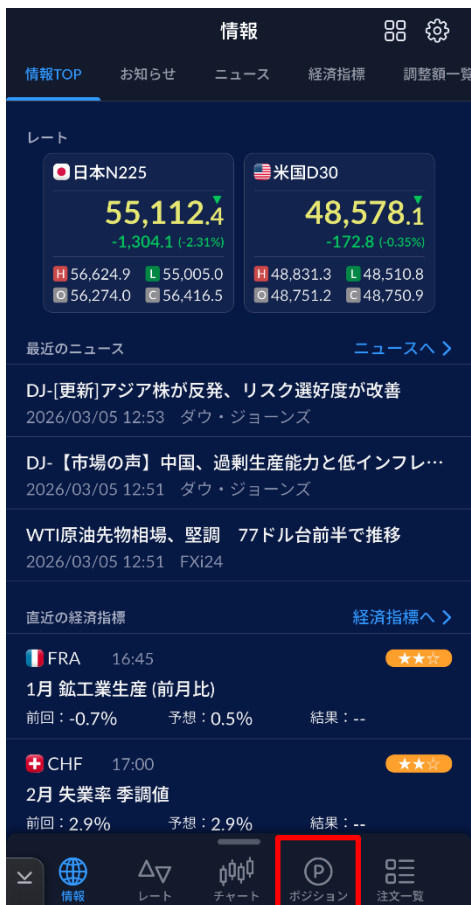 情報
情報TOP お知らせ ニュース 経済指標 調整額一覧
レート
日本N225 米国D30
55,112.4 48,578.1
-1,304.1 (-2.31%) -172.8 (-0.35%)
H 56,624.9 L 55,005.0 H 48,831.3 L 48,510.8
O 56,274.0 C 56,416.5 O 48,751.2 C 48,750.9
最近のニュース ニュースへ
DJ-[更新]アジア株が反発、リスク選好度が改善
2026/03/05 12:53 ダウ・ジョーンズ
DJ-【市場の声】中国、過剰生産能力と低インフレ…
2026/03/05 12:51 ダウ・ジョーンズ
WTI原油先物相場、堅調 77ドル台前半で推移
2026/03/05 12:51 FXi24
直近の経済指標 経済指標へ
FRA 16:45 ★★☆
1月 鉱工業生産 (前月比)
前回：-0.7% 予想：0.5% 結果：--
CHF 17:00 ★★☆
2月 失業率 季調値
前回：2.9% 予想：2.9% 結果：--
P
情報 レート チャート ポジション 注文一覧